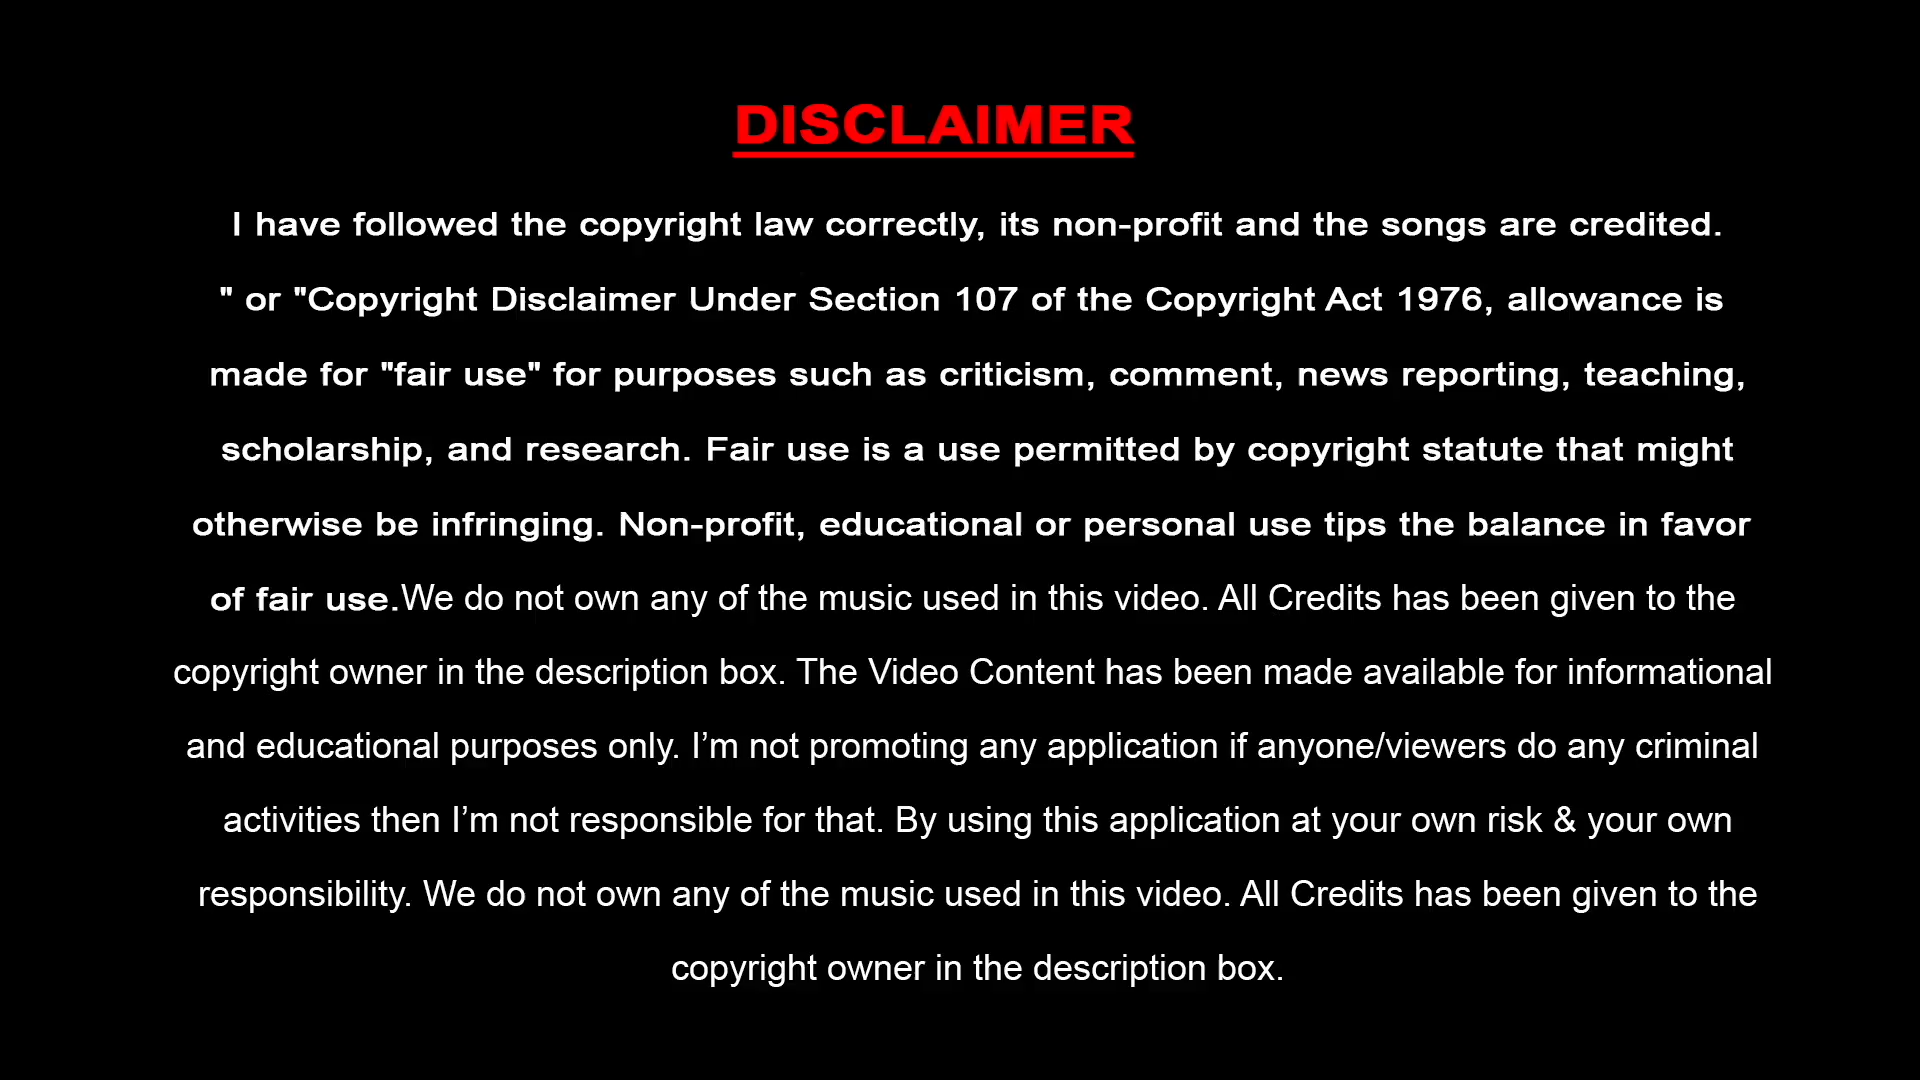 DISCLAIMER
I have followed the copyright law correctly, its non-profit and the songs are credited.
" or "Copyright Disclaimer Under Section 107 of the Copyright Act 1976, allowance is
made for "fair use" for purposes such as criticism, comment, news reporting, teaching,
scholarship, and research. Fair use is a use permitted by copyright statute that might
otherwise be infringing. Non-profit, educational or personal use tips the balance in favor
of fair use.We do not own any of the music used in this video. All Credits has been given to the
copyright owner in the description box. The Video Content has been made available for informational
and educational purposes only. I’m not promoting any application if anyone/viewers do any criminal
activities then I’m not responsible for that. By using this application at your own risk & your own
responsibility. We do not own any of the music used in this video. All Credits has been given to the
copyright owner in the description box.